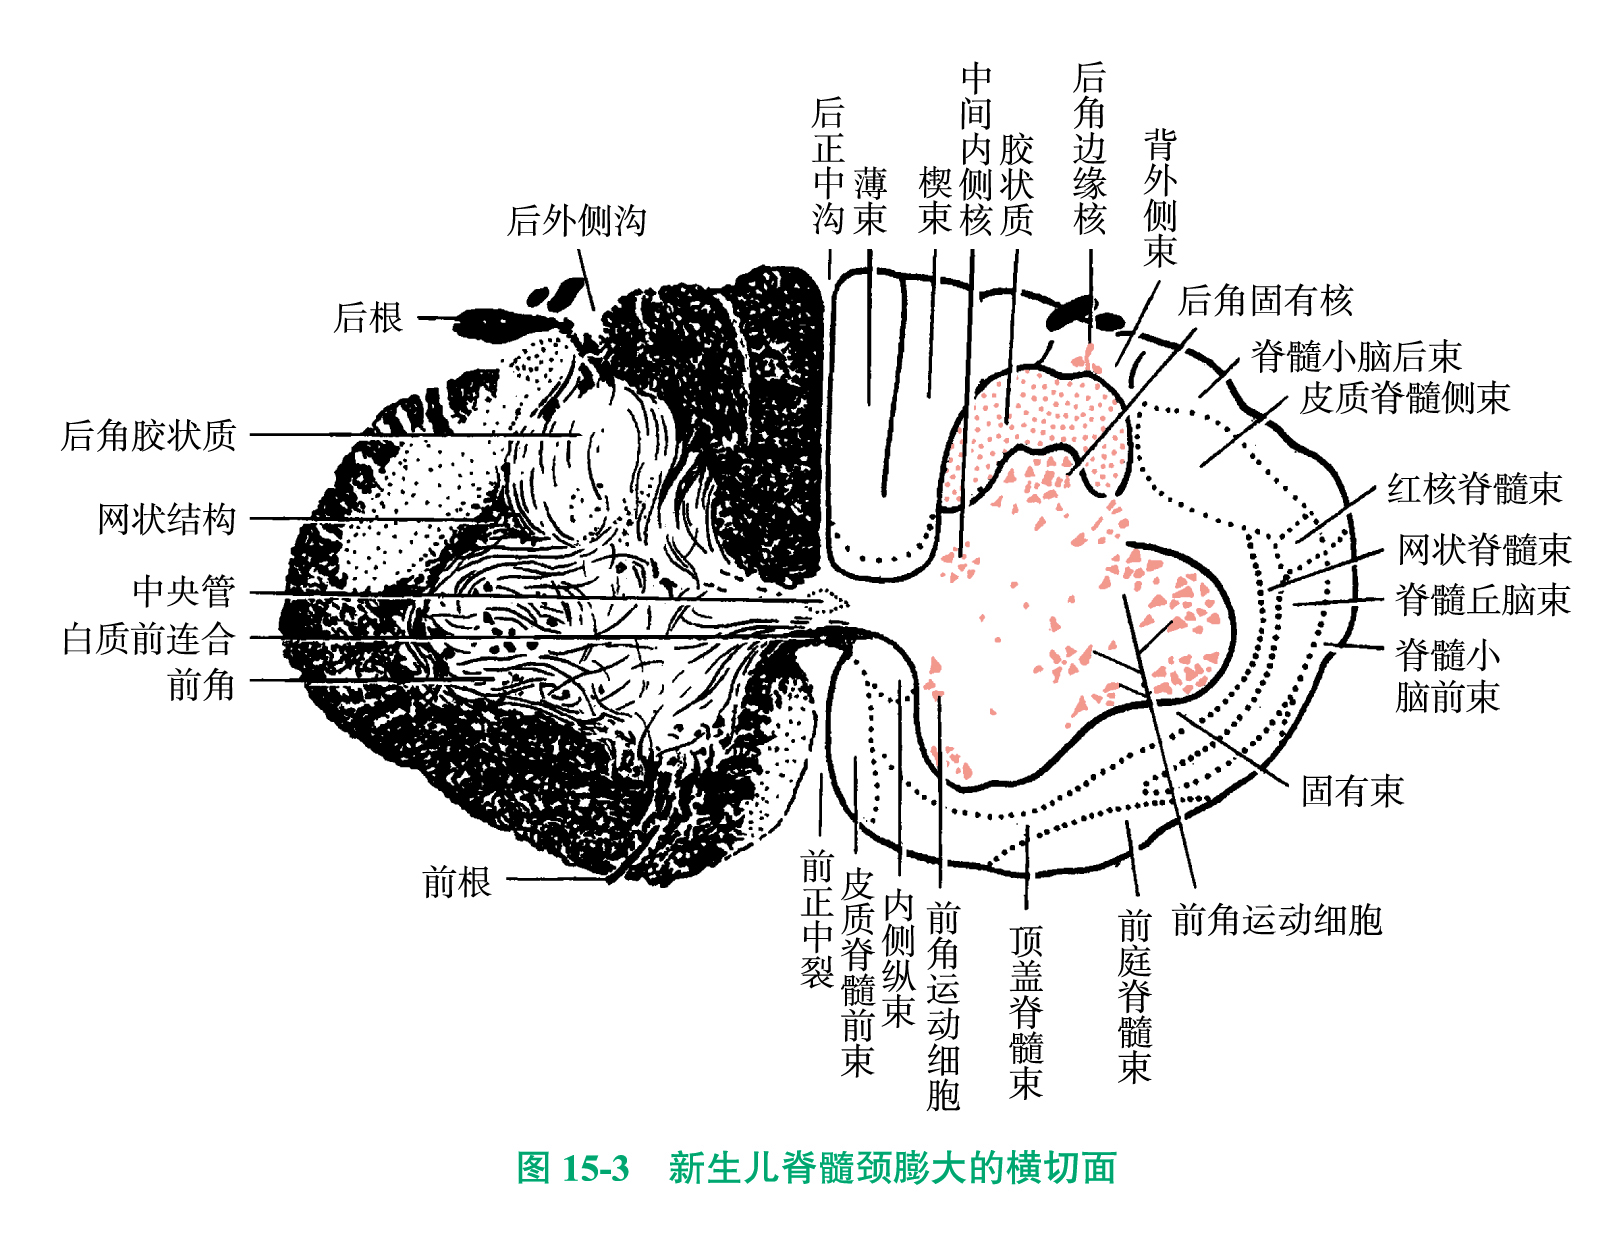 后正中沟
薄束
楔束
中间内侧核
胶状质
后角边缘核
背外侧束
后外侧沟
后根
后角胶状质
网状结构
中央管
白质前连合
前角
前根
后角固有核
脊髓小脑后束
皮质脊髓侧束
红核脊髓束
网状脊髓束
脊髓丘脑束
脊髓小
脑前束
固有束
前角运动细胞
前正中裂
皮质脊髓前束
内侧纵束
前角运动细胞
顶盖脊髓束
前庭脊髓束
图 15-3 新生儿脊髓颈膨大的横切面